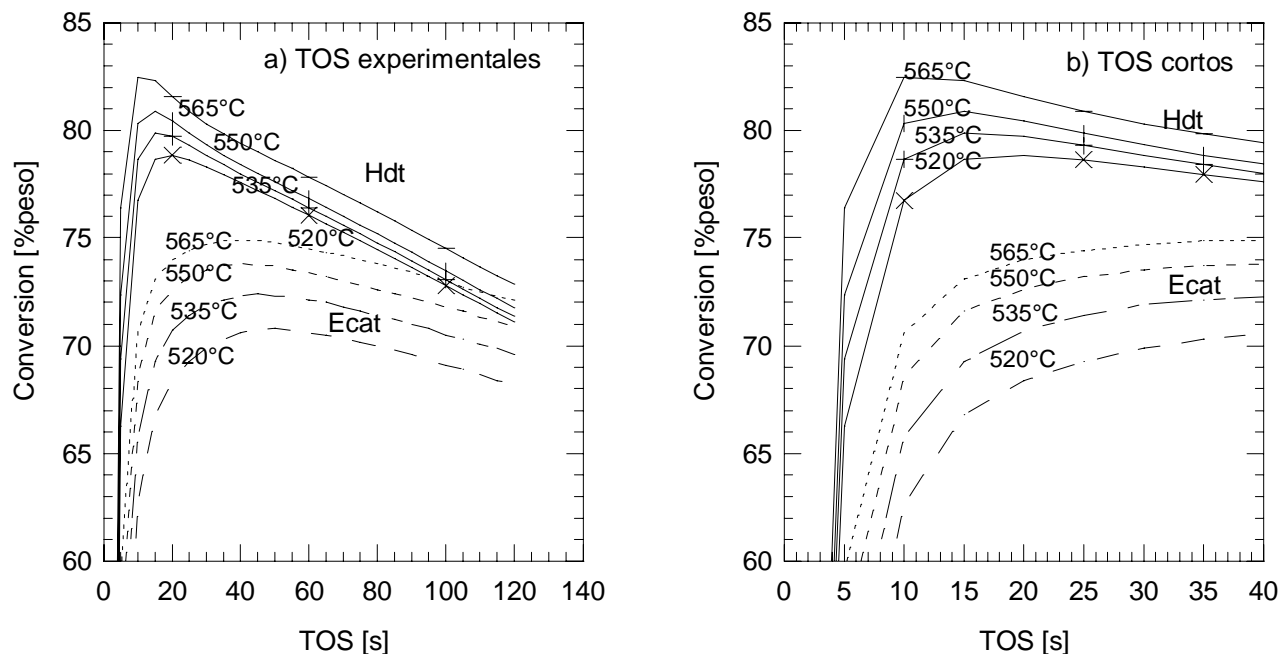 a) TOS experimentales
85
80
75
70
65
60
Conversion [%peso]
565°C
550°C
535°C
520°C
Hdt
565°C
550°C
535°C
520°C
Ecat
0 20 40 60 80 100 120 140
TOS [s]
b) TOS cortos
85
80
75
70
65
60
Conversion [%peso]
565°C
550°C
535°C
520°C
Hdt
565°C
550°C
535°C
520°C
Ecat
0 5 10 15 20 25 30 35 40
TOS [s]